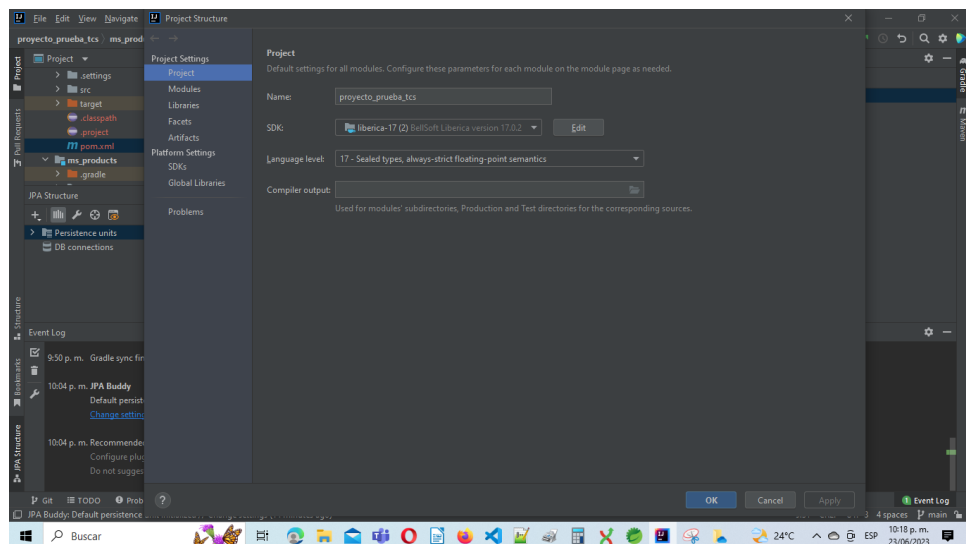 File Edit View Navigate
Project Structure
proyecto_prueba_tcs ms_prod
Project
.settings
src
target
.classpath
.project
pom.xml
ms_products
.gradle
JPA Structure
Persistence units
DB connections
Event Log
9:50 p. m. Gradle sync fin
10:04 p. m. JPA Buddy
Default persist
Change setting
10:04 p. m. Recommende
Configure plug
Do not sugges
Project
Pull Requests
Structure
Bookmarks
JPA Structure
Project Settings
Project
Modules
Libraries
Facets
Artifacts
Platform Settings
SDKs
Global Libraries
Problems
Project
Default settings for all modules. Configure these parameters for each module on the module page as needed.
Name: proyecto_prueba_tcs
SDK: liberica-17 (2) BellSoft Liberica version 17.0.2 Edit
Language level: 17 - Sealed types, always-strict floating-point semantics
Compiler output:
Used for modules' subdirectories, Production and Test directories for the corresponding sources.
? OK Cancel Apply
Gradle
Maven
Git TODO Prob
1 Event Log
JPA Buddy: Default persistence
4 spaces main
Buscar
24°C ESP 10:18 p. m.
23/06/2023